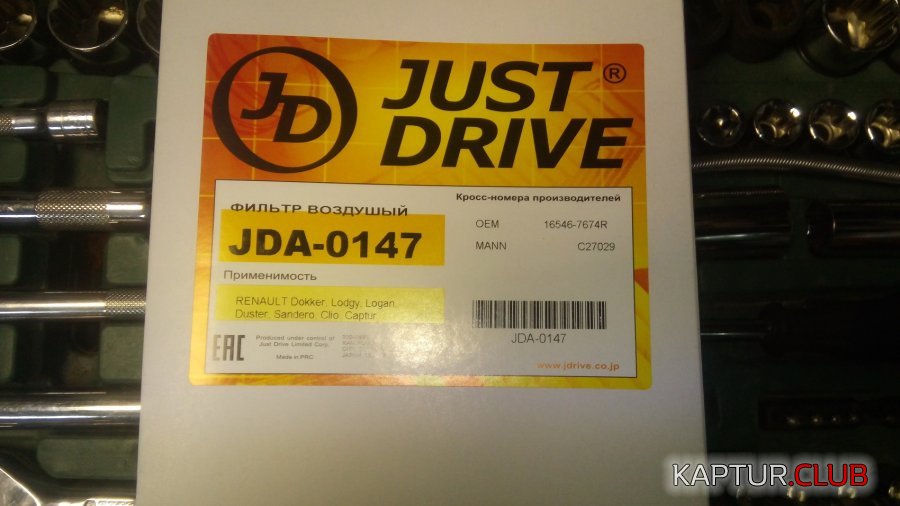 JD
JUST ®
DRIVE
Кросс-номера производителей
ФИЛЬТР ВОЗДУШЫЙ
JDA-0147
OEM 16546-7674R
MANN C27029
Применимость
RENAULT Dokker, Lodgy, Logan,
Duster, Sandero, Clio, Captur
JDA-0147
EAC
Produced under control of
Just Drive Limited Corp.
Made in PRC
www.jdrive.co.jp
KAPTUR.CLUB